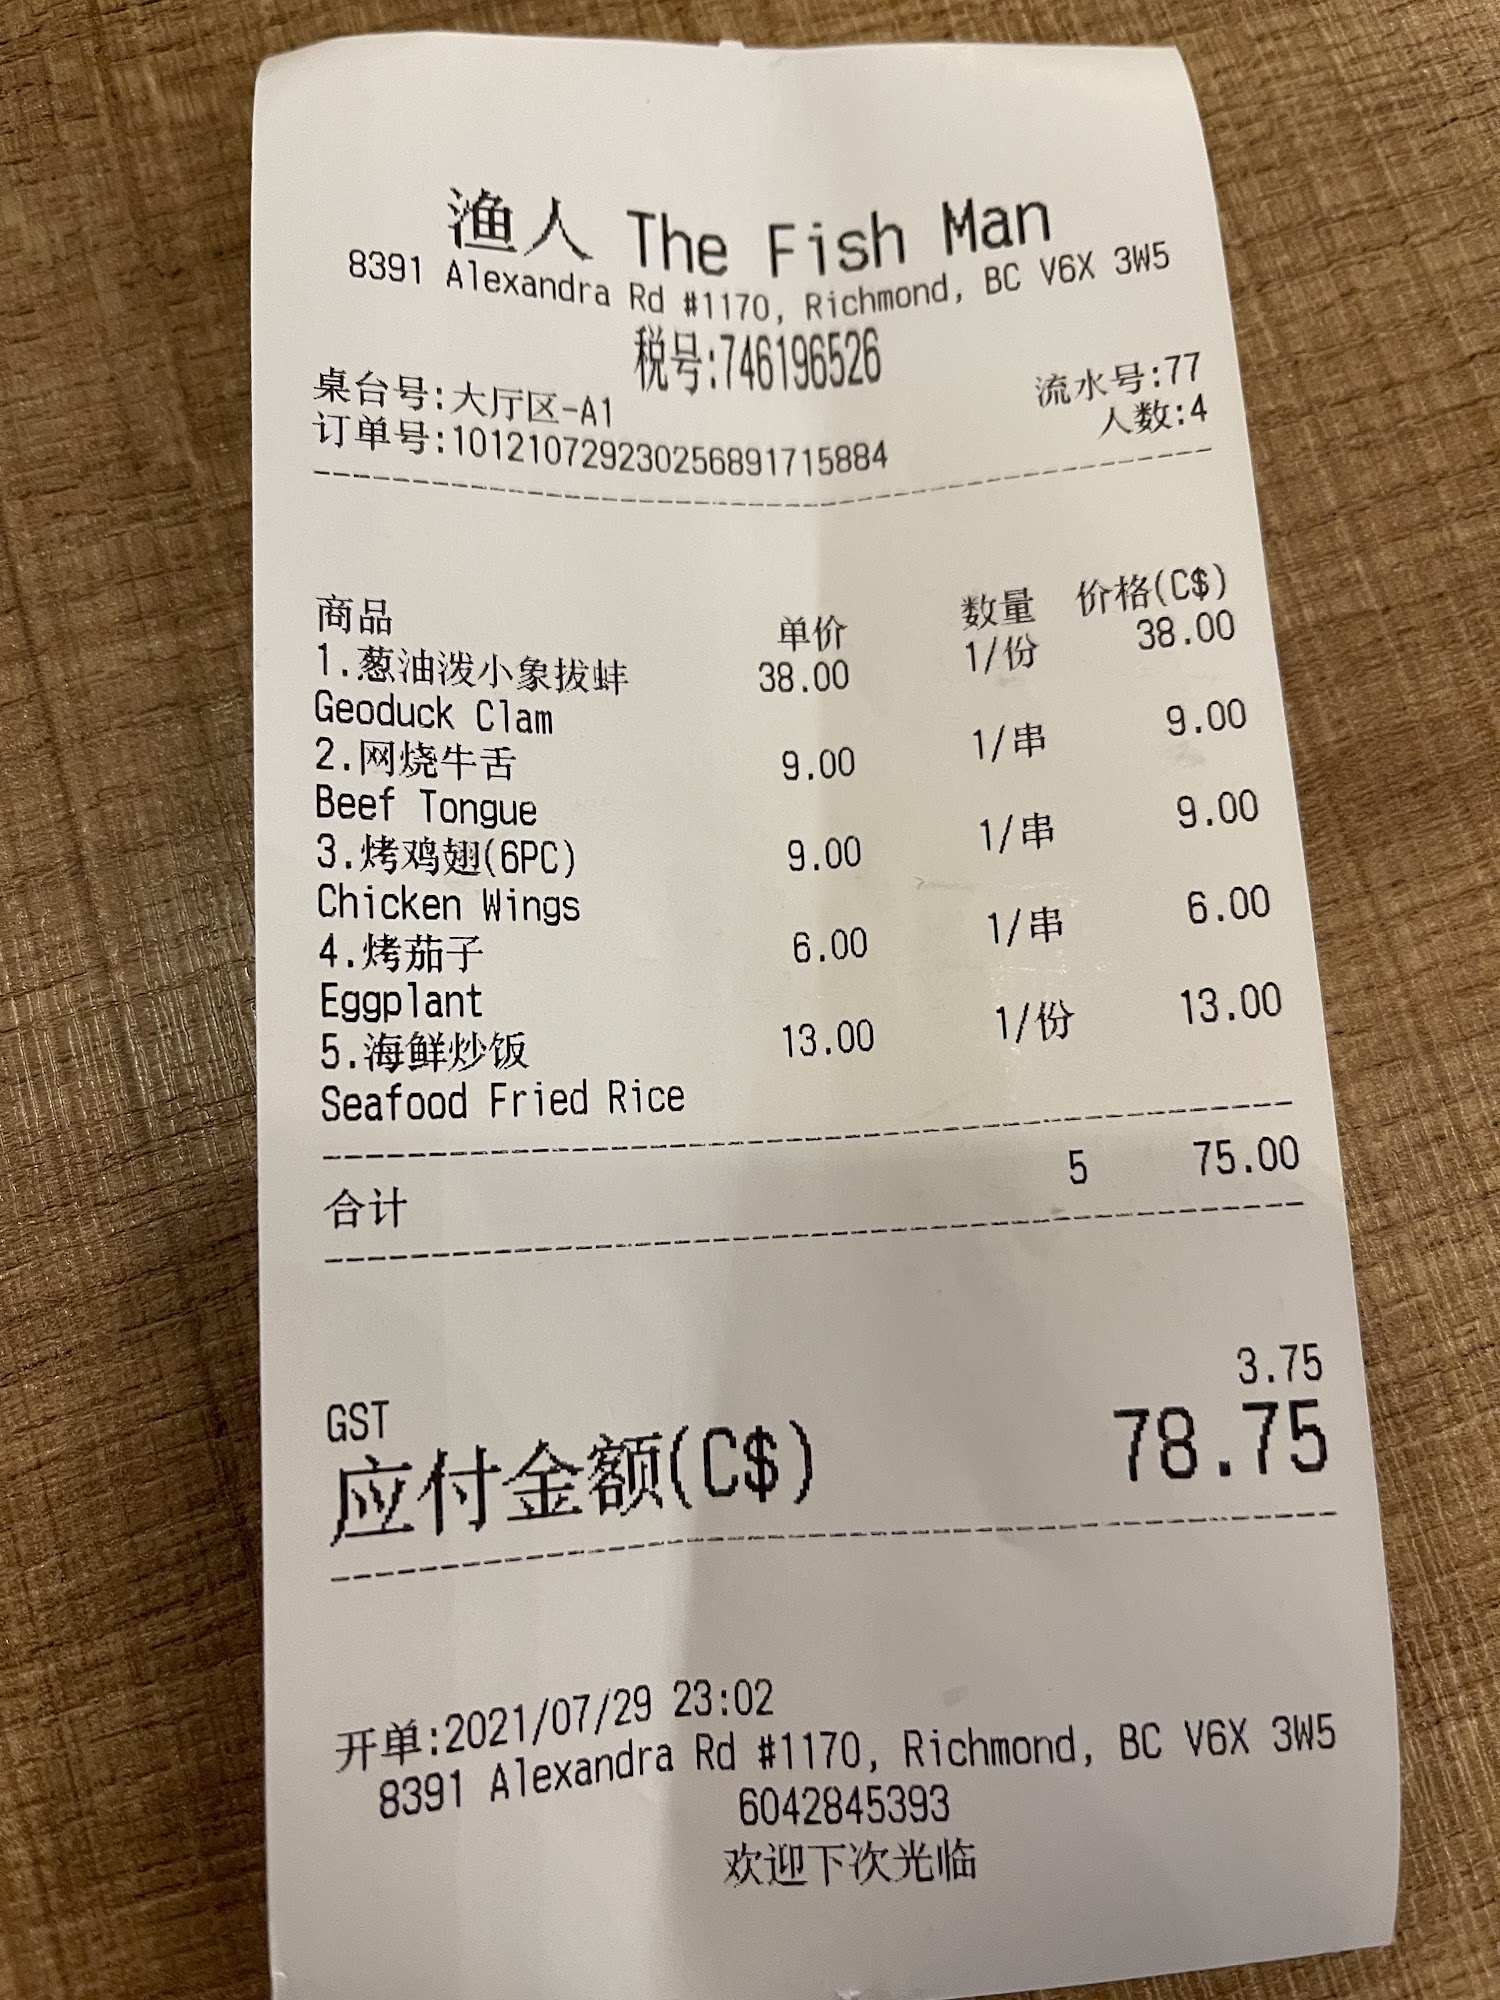 渔人 The Fish Man
8391 Alexandra Rd #1170, Richmond, BC V6X 3W5
税号:746196526
桌台号:大厅区-A1 流水号:77
订单号:101210729230256891715884 人数:4
商品 单价 数量 价格(C$)
1.葱油泼小象拔蚌 38.00 1/份 38.00
Geoduck Clam
2.网烧牛舌 9.00 1/串 9.00
Beef Tongue
3.烤鸡翅(6PC) 9.00 1/串 9.00
Chicken Wings
4.烤茄子 6.00 1/串 6.00
Eggplant
5.海鲜炒饭 13.00 1/份 13.00
Seafood Fried Rice
合计 5 75.00
GST 3.75
应付金额(C$) 78.75
开单:2021/07/29 23:02
8391 Alexandra Rd #1170, Richmond, BC V6X 3W5
6042845393
欢迎下次光临